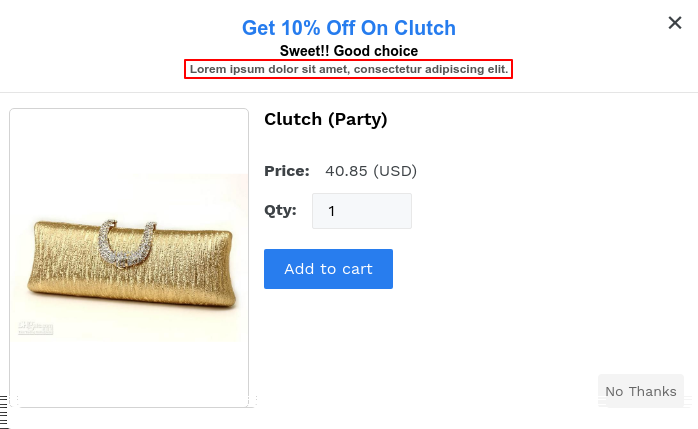 Get 10% Off On Clutch
Sweet!! Good choice
Lorem ipsum dolor sit amet, consectetur adipiscing elit.
Clutch (Party)
Price: 40.85 (USD)
Qty: 1
Add to cart
No Thanks